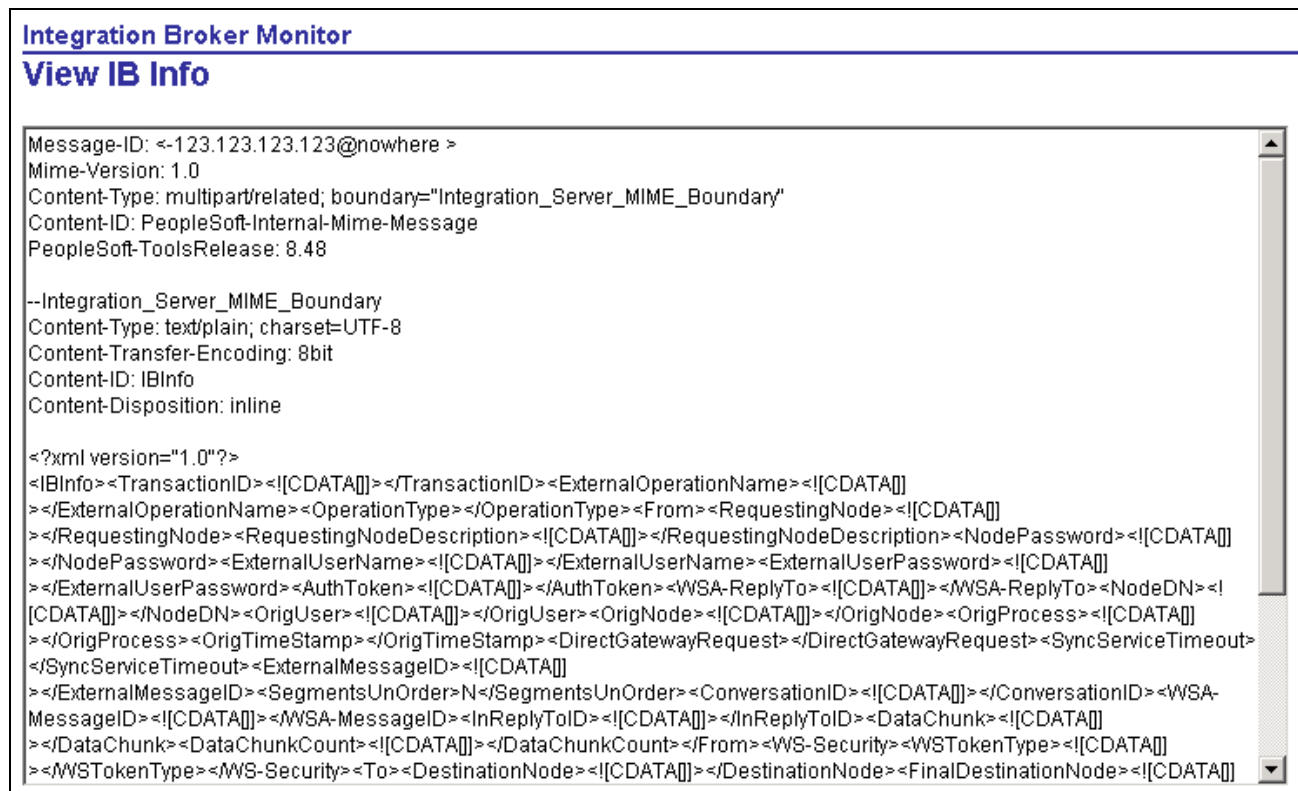 Integration Broker Monitor
View IB Info
Message-ID: <-123.123.123.123@nowhere >
Mime-Version: 1.0
Content-Type: multipart/related; boundary="Integration_Server_MIME_Boundary"
Content-ID: PeopleSoft-Internal-Mime-Message
PeopleSoft-ToolsRelease: 8.48
--Integration_Server_MIME_Boundary
Content-Type: text/plain; charset=UTF-8
Content-Transfer-Encoding: 8bit
Content-ID: IBInfo
Content-Disposition: inline
<?xml version="1.0"?>
<IBInfo><TransactionID><![CDATA[]]></TransactionID><ExternalOperationName><![CDATA[]]
></ExternalOperationName><OperationType></OperationType><From><RequestingNode><![CDATA[]]
></RequestingNode><RequestingNodeDescription><![CDATA[]]></RequestingNodeDescription><NodePassword><![CDATA[]]
></NodePassword><ExternalUserName><![CDATA[]]></ExternalUserName><ExternalUserPassword><![CDATA[]]
></ExternalUserPassword><AuthToken><![CDATA[]]></AuthToken><WSA-ReplyTo><![CDATA[]]></WSA-ReplyTo><NodeDN><!
[CDATA[]]></NodeDN><OrigUser><![CDATA[]]></OrigUser><OrigNode><![CDATA[]]></OrigNode><OrigProcess><![CDATA[]]
></OrigProcess><OrigTimeStamp></OrigTimeStamp><DirectGatewayRequest></DirectGatewayRequest><SyncServiceTimeout>
</SyncServiceTimeout><ExternalMessageID><![CDATA[]]
></ExternalMessageID><SegmentsUnOrder>N</SegmentsUnOrder><ConversationID><![CDATA[]]></ConversationID><WSA-
MessageID><![CDATA[]]></WSA-MessageID><InReplyToID><![CDATA[]]></InReplyToID><DataChunk><![CDATA[]]
></DataChunk><DataChunkCount><![CDATA[]]></DataChunkCount></From><WS-Security><WSTokenType><![CDATA[]]
></WSTokenType></WS-Security><To><DestinationNode><![CDATA[]]></DestinationNode><FinalDestinationNode><![CDATA[]]